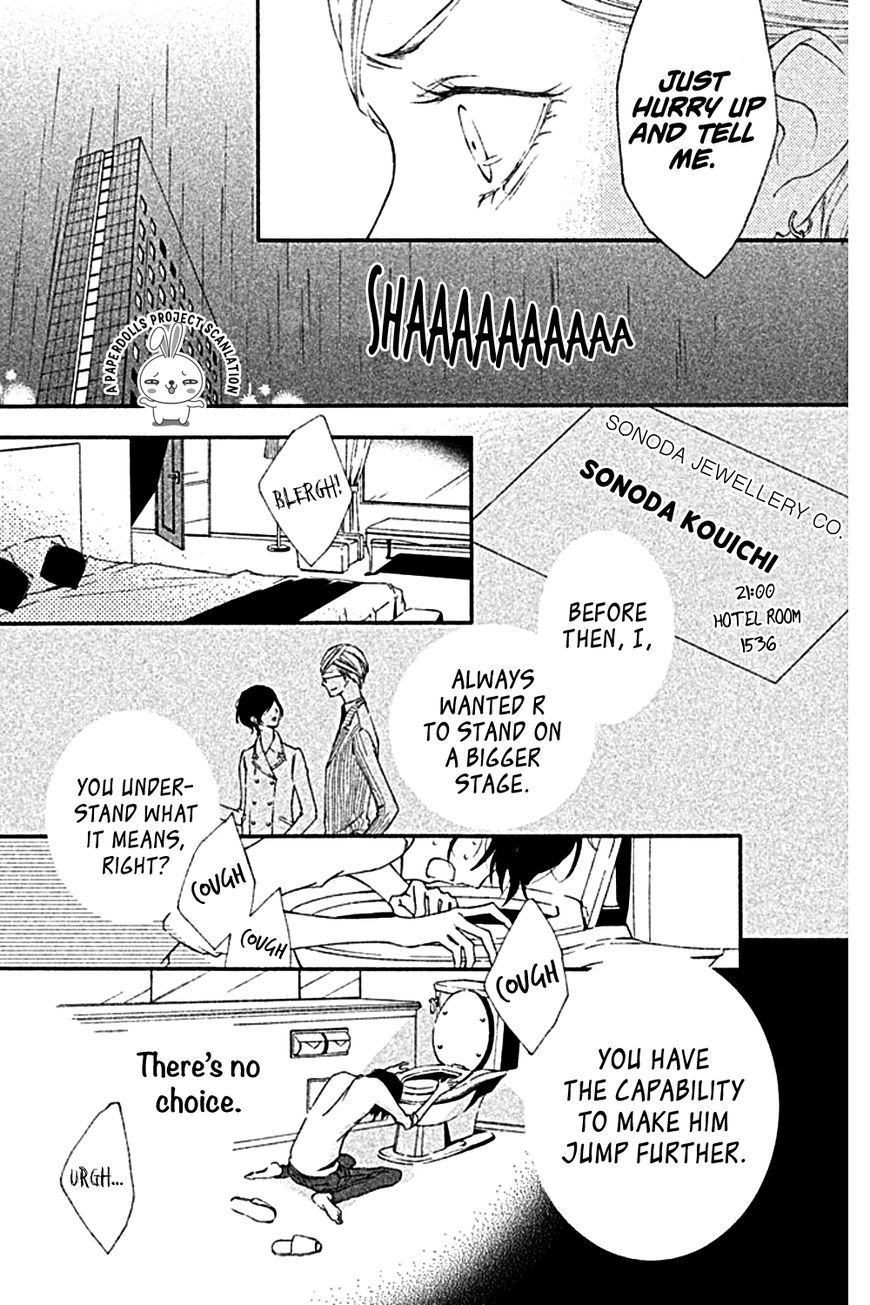 JUST
HURRY UP
AND TELL
ME.
SHAAAAAAAAAA
A PAPERDOLLS PROJECT SCANLATION
SONODA JEWELLERY CO.
SONODA KOUICHI
21:00
HOTEL ROOM
1536
BLERGH!
BEFORE
THEN, I,
ALWAYS
WANTED R
TO STAND ON
A BIGGER
STAGE.
YOU UNDER-
STAND WHAT
IT MEANS,
RIGHT?
COUGH
COUGH
COUGH
YOU HAVE
THE CAPABILITY
TO MAKE HIM
JUMP FURTHER.
There's no
choice.
URGH...